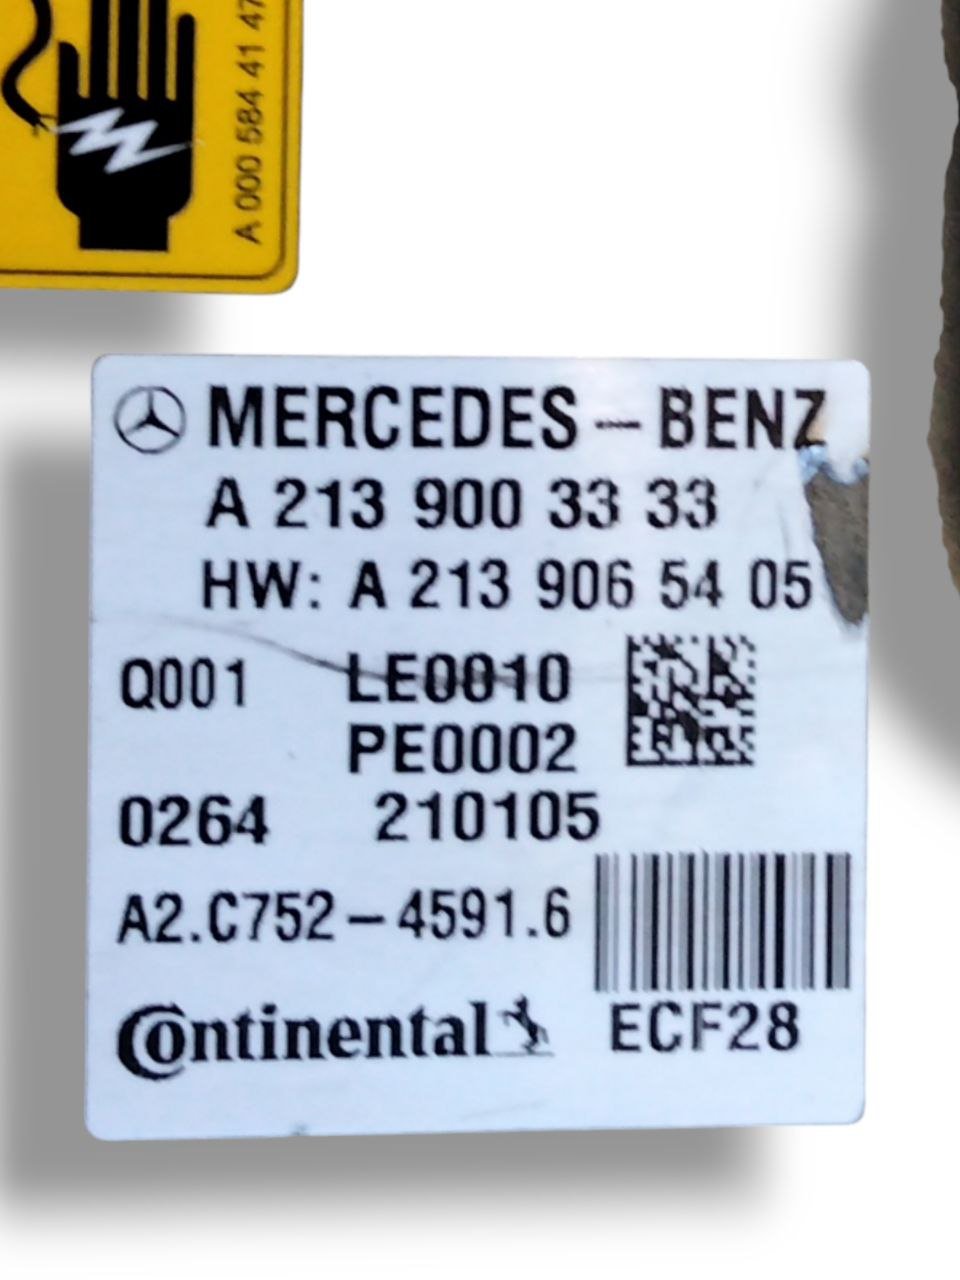 A 000 584 41 47
MERCEDES-BENZ
A 213 900 33 33
HW: A 213 906 54 05
Q001 LE0010
PE0002
0264 210105
A2.C752-4591.6
Continental ECF28